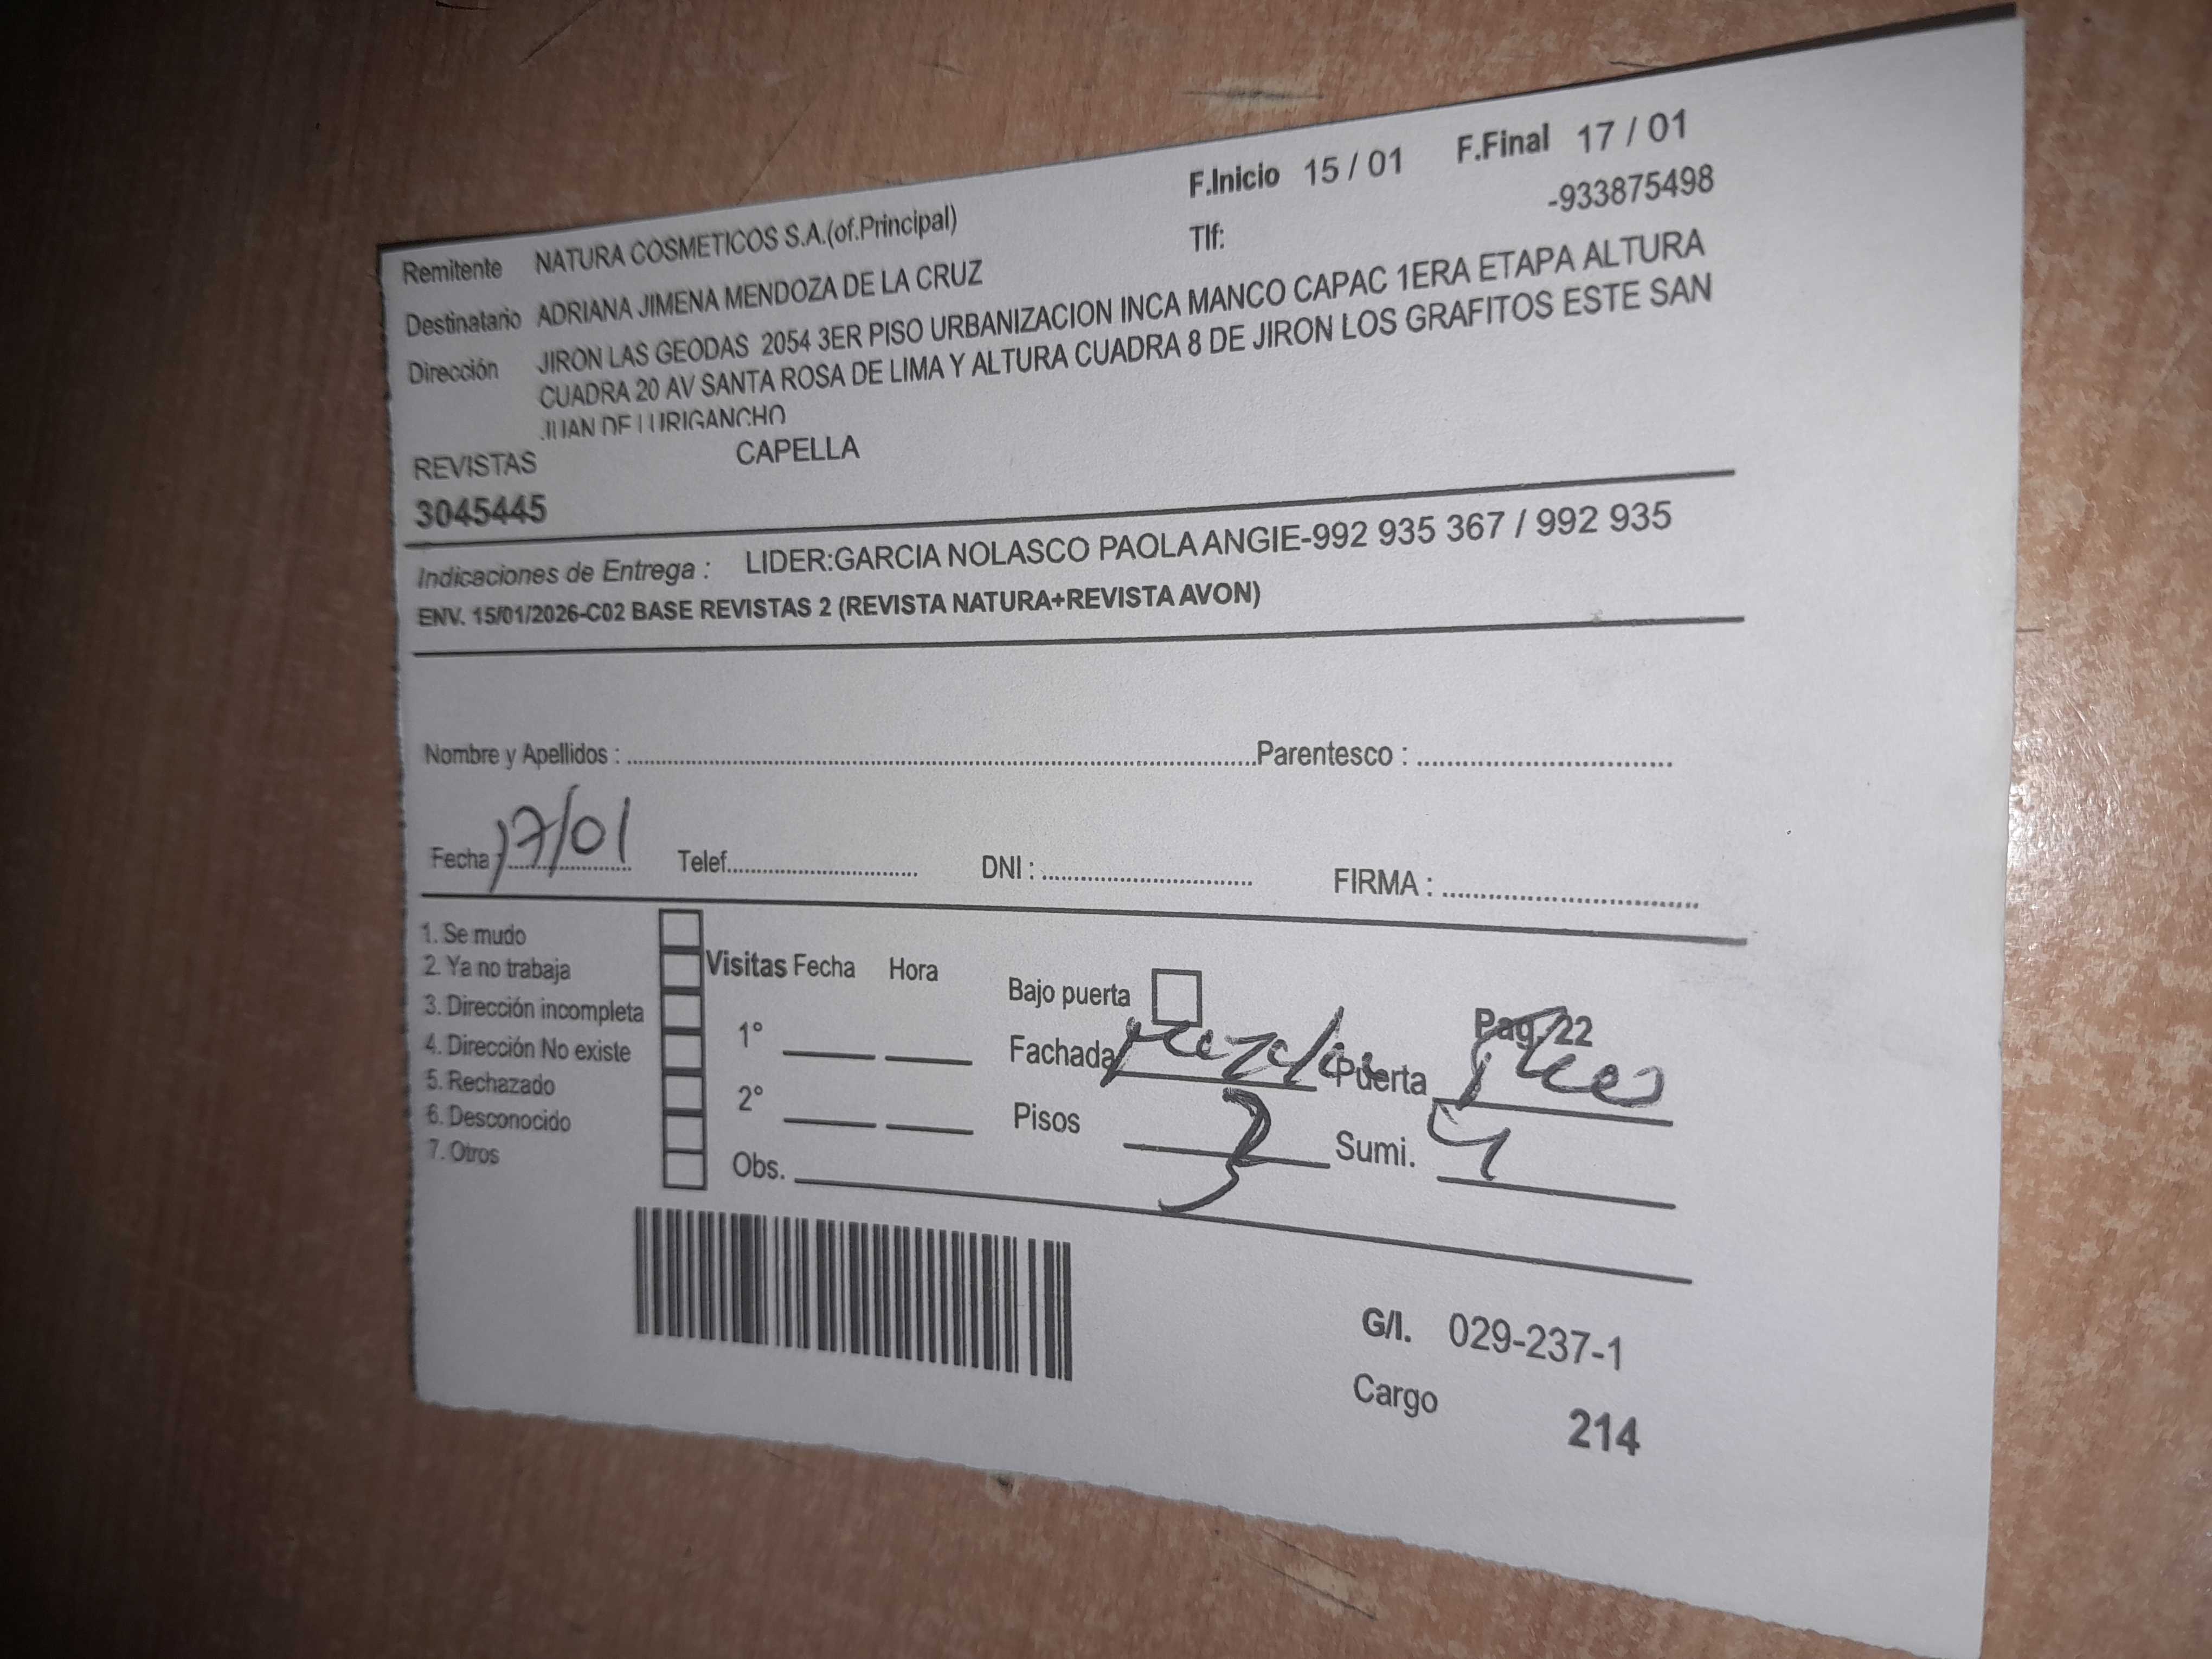 F.Inicio 15 / 01 F.Final 17 / 01
Remitente NATURA COSMETICOS S.A.(of.Principal) Tlf: -933875498
Destinatario ADRIANA JIMENA MENDOZA DE LA CRUZ
Dirección JIRON LAS GEODAS 2054 3ER PISO URBANIZACION INCA MANCO CAPAC 1ERA ETAPA ALTURA
CUADRA 20 AV SANTA ROSA DE LIMA Y ALTURA CUADRA 8 DE JIRON LOS GRAFITOS ESTE SAN
JUAN DE LURIGANCHO
REVISTAS CAPELLA
3045445
Indicaciones de Entrega : LIDER:GARCIA NOLASCO PAOLA ANGIE-992 935 367 / 992 935
ENV. 15/01/2026-C02 BASE REVISTAS 2 (REVISTA NATURA+REVISTA AVON)
Nombre y Apellidos : Parentesco :
Fecha : 17/01 Telef. DNI : FIRMA :
1. Se mudo
2. Ya no trabaja
3. Dirección incompleta
4. Dirección No existe
5. Rechazado
6. Desconocido
7. Otros
Visitas Fecha Hora
1°
2°
Obs.
Bajo puerta Pag 22
Fachada Puerta
Pisos 3 Sumi. 4
G/I. 029-237-1
Cargo 214